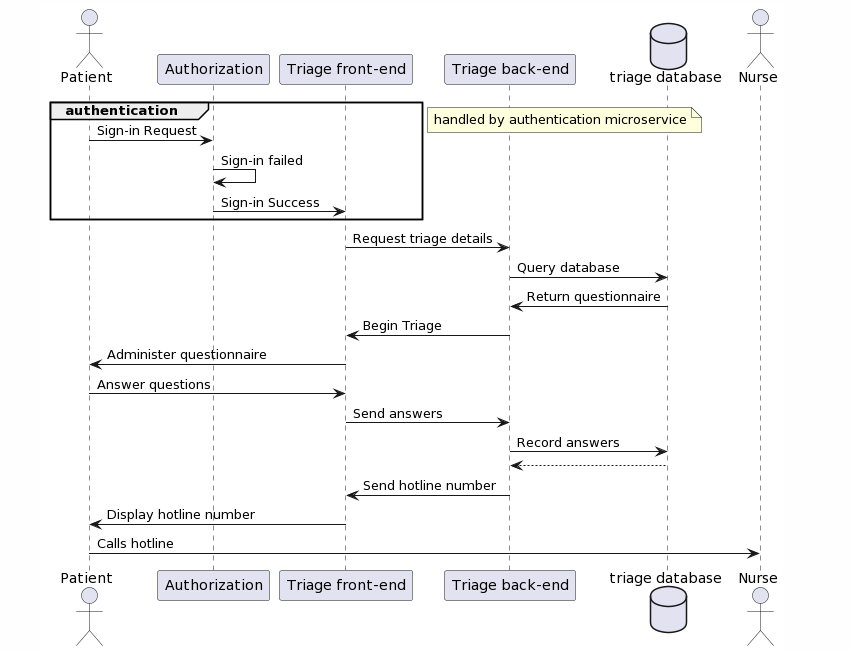 Patient
Authorization
Triage front-end
Triage back-end
triage database
Nurse
authentication
handled by authentication microservice
Sign-in Request
Sign-in failed
Sign-in Success
Request triage details
Query database
Return questionnaire
Begin Triage
Administer questionnaire
Answer questions
Send answers
Record answers
Send hotline number
Display hotline number
Calls hotline
Patient
Authorization
Triage front-end
Triage back-end
triage database
Nurse